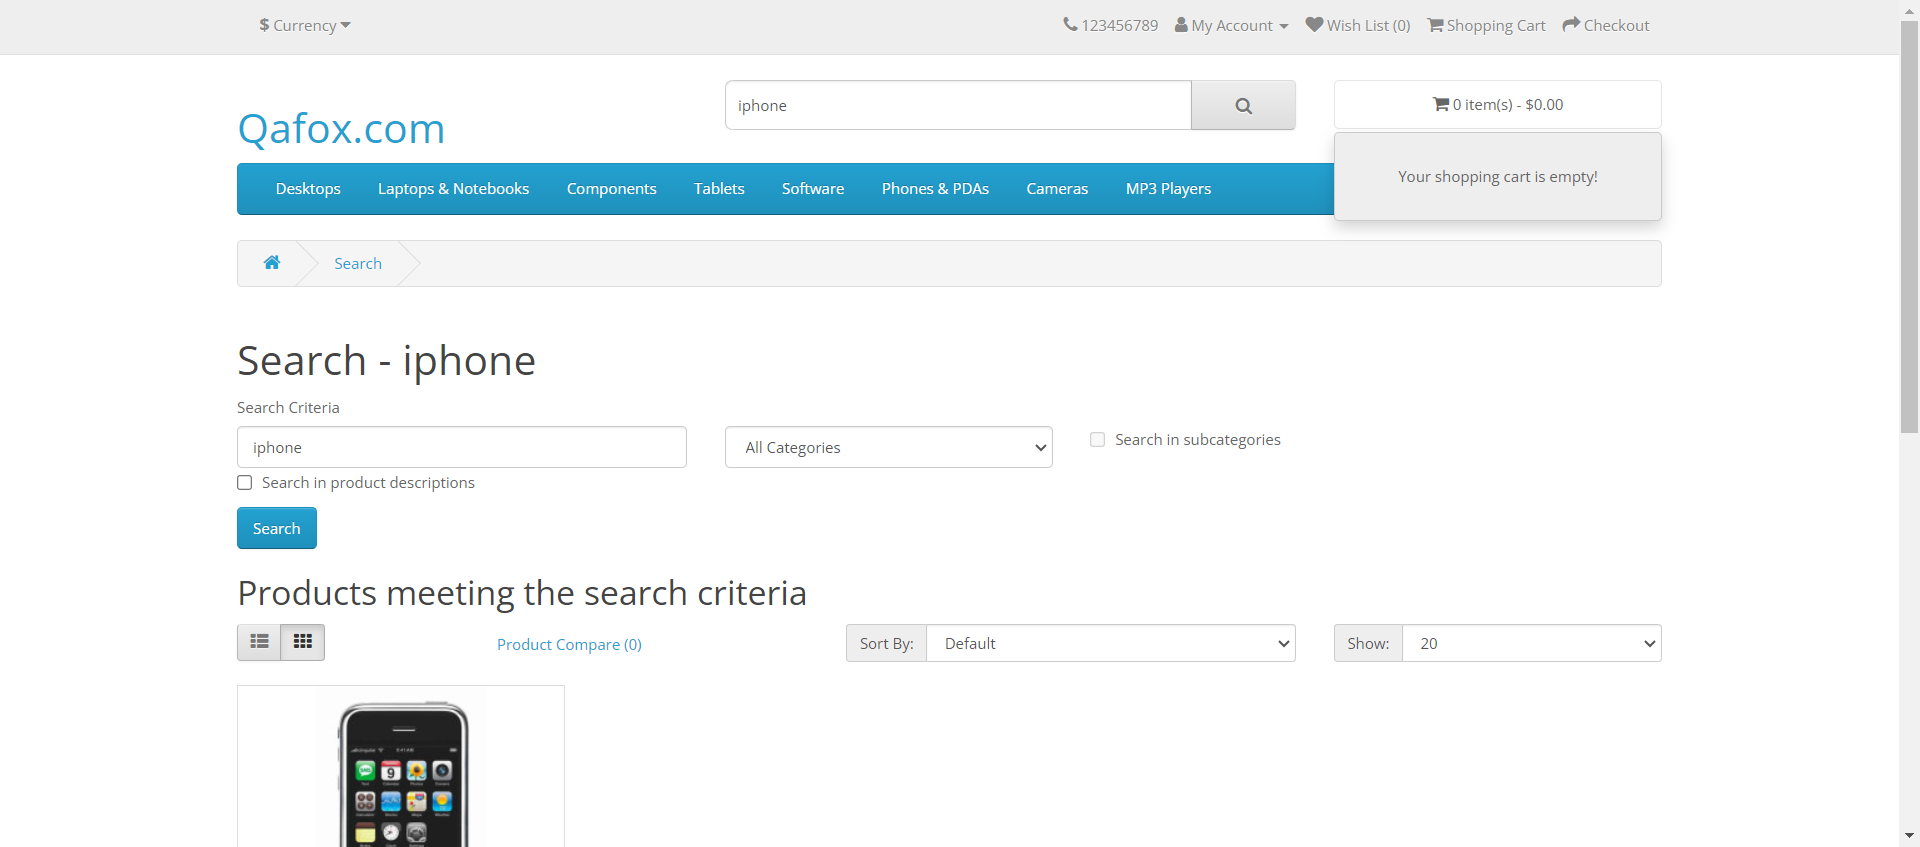 $ Currency
123456789 My Account Wish List (0) Shopping Cart Checkout
iphone
0 item(s) - $0.00
Qafox.com
Your shopping cart is empty!
Desktops Laptops & Notebooks Components Tablets Software Phones & PDAs Cameras MP3 Players
Search
Search - iphone
Search Criteria
iphone
All Categories
Search in subcategories
Search in product descriptions
Search
Products meeting the search criteria
Product Compare (0)
Sort By: Default
Show: 20